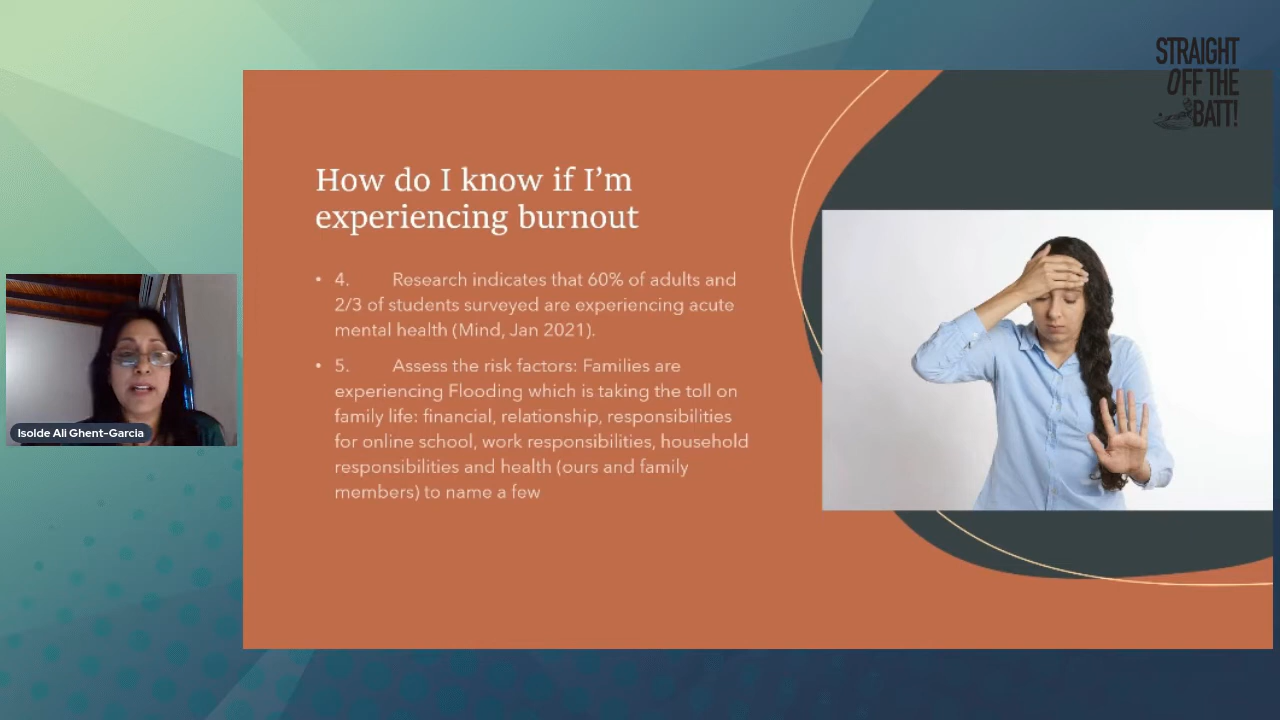 STRAIGHT
OFF THE
BATT!
How do I know if I’m
experiencing burnout
• 4. Research indicates that 60% of adults and
2/3 of students surveyed are experiencing acute
mental health (Mind, Jan 2021).
• 5. Assess the risk factors: Families are
experiencing Flooding which is taking the toll on
family life: financial, relationship, responsibilities
for online school, work responsibilities, household
responsibilities and health (ours and family
members) to name a few
Isolde Ali Ghent-Garcia